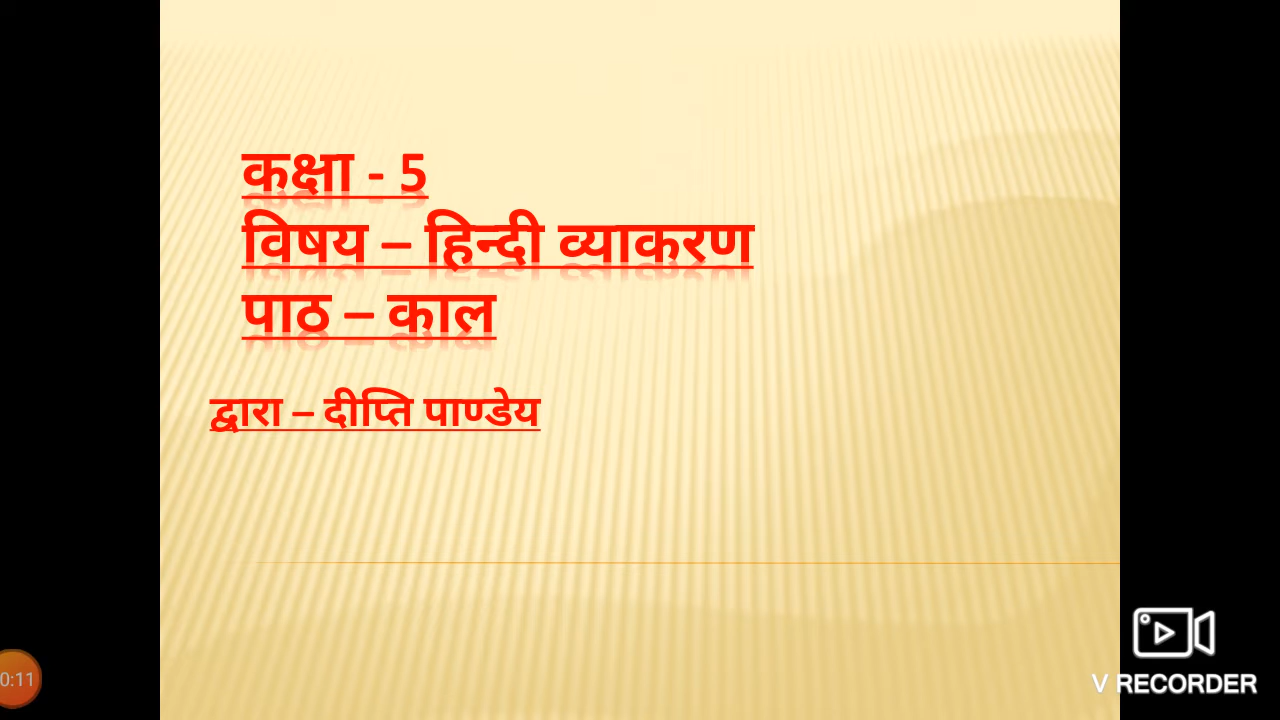 कक्षा - 5
विषय – हिन्दी व्याकरण
पाठ – काल
द्वारा – दीप्ति पाण्डेय
0:11
V RECORDER